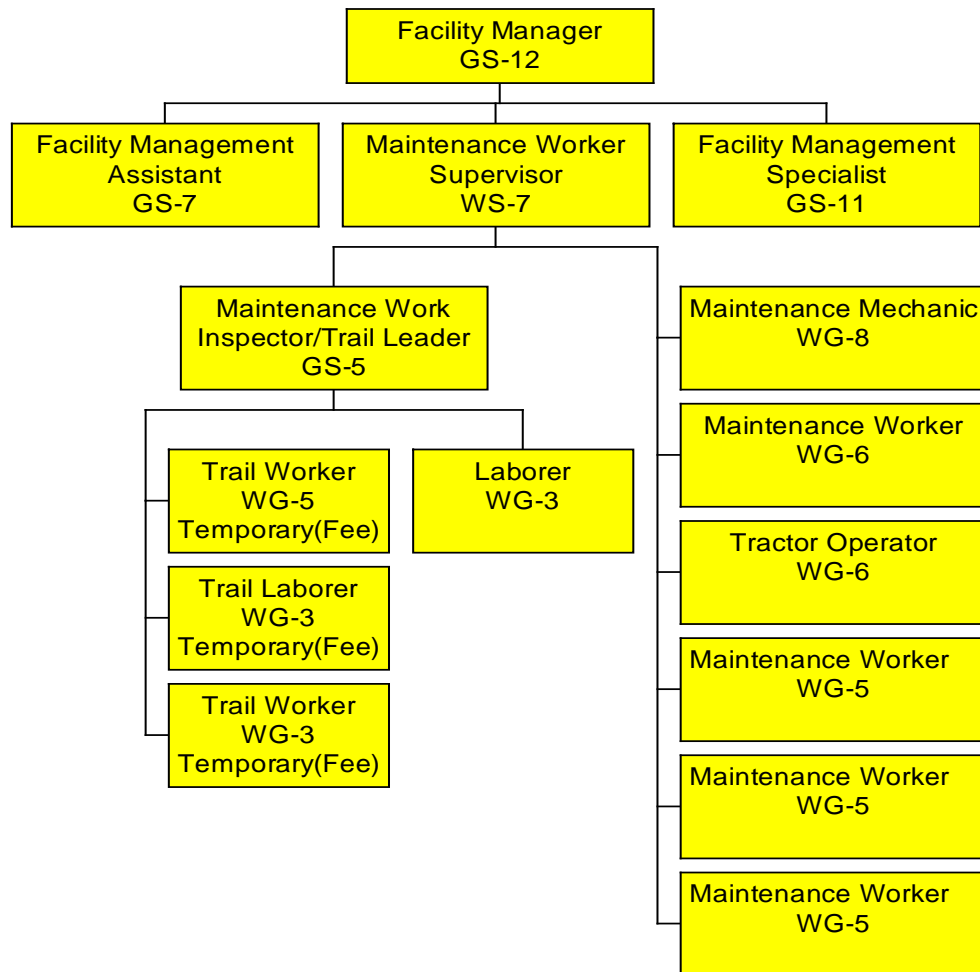 Facility Manager
GS-12
Facility Management
Assistant
GS-7
Maintenance Worker
Supervisor
WS-7
Facility Management
Specialist
GS-11
Maintenance Work
Inspector/Trail Leader
GS-5
Trail Worker
WG-5
Temporary(Fee)
Trail Laborer
WG-3
Temporary(Fee)
Trail Worker
WG-3
Temporary(Fee)
Laborer
WG-3
Maintenance Mechanic
WG-8
Maintenance Worker
WG-6
Tractor Operator
WG-6
Maintenance Worker
WG-5
Maintenance Worker
WG-5
Maintenance Worker
WG-5